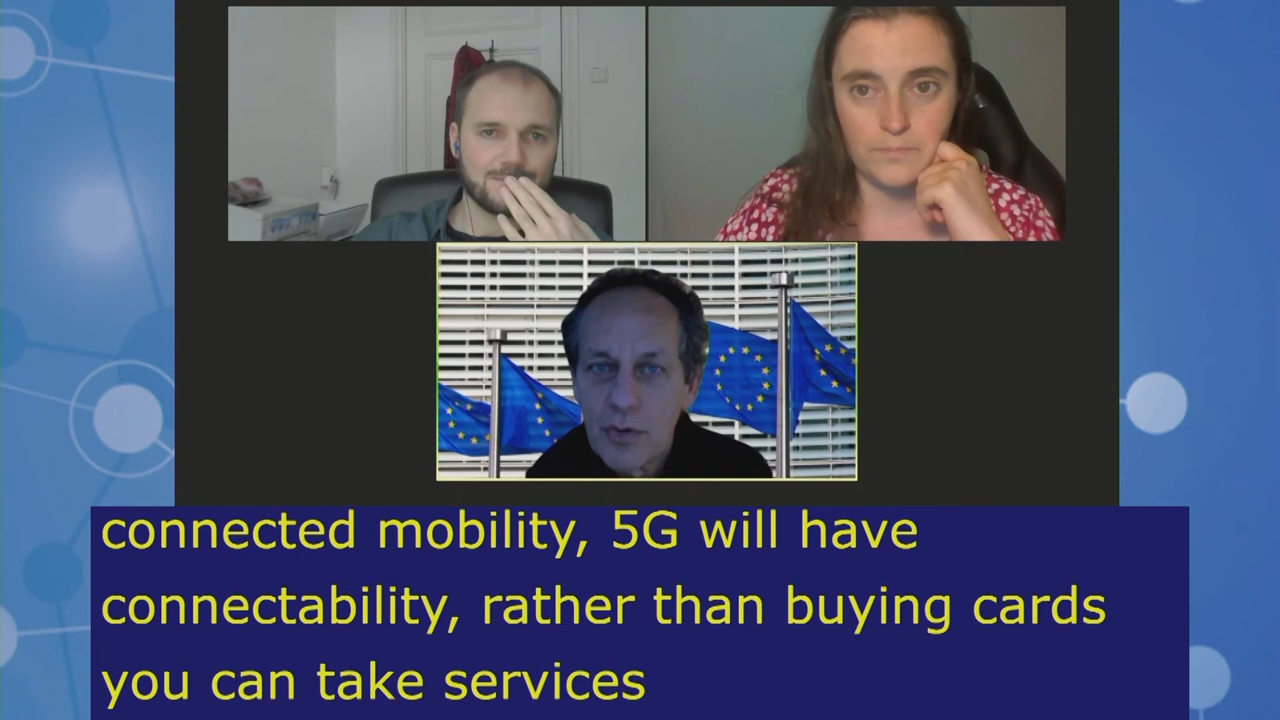 connected mobility, 5G will have
connectability, rather than buying cards
you can take services